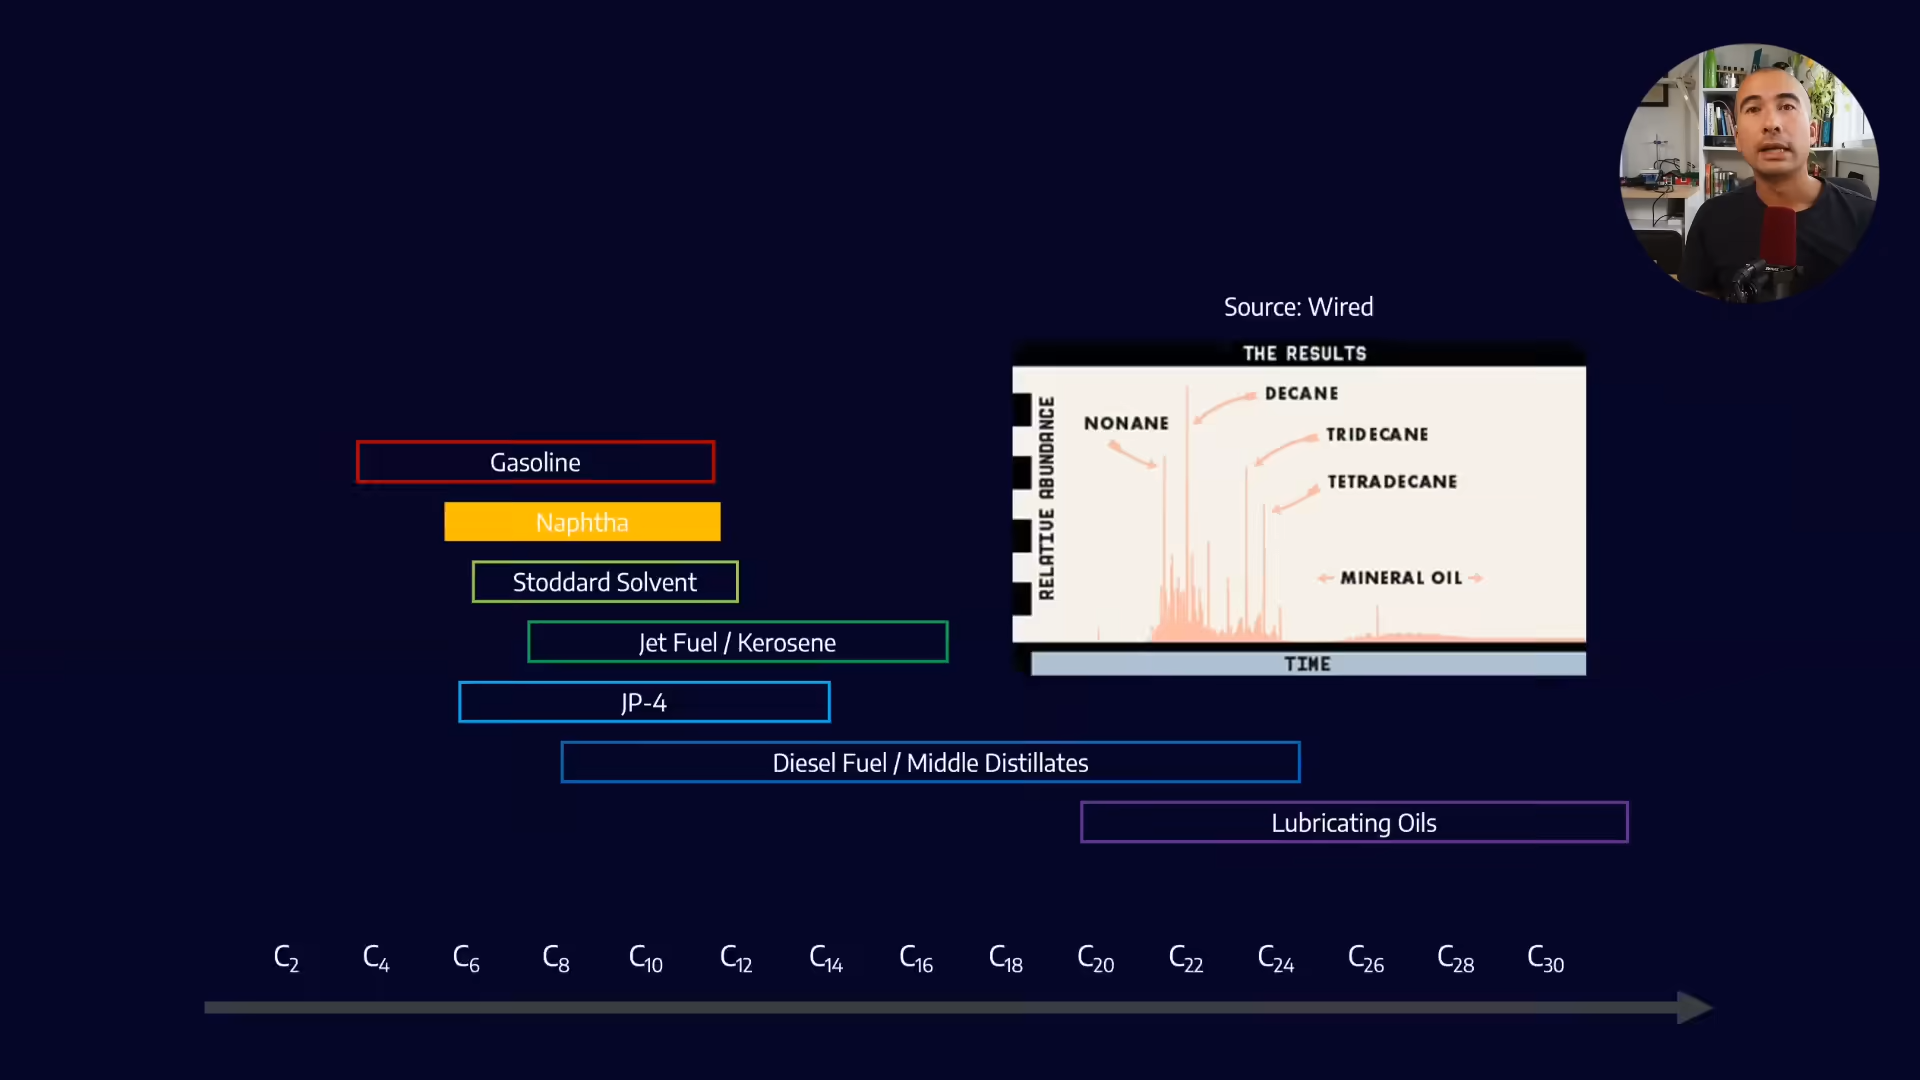 Source: Wired
THE RESULTS
RELATIVE ABUNDANCE
NONANE
DECANE
TRIDECANE
TETRADECANE
← MINERAL OIL →
TIME
Gasoline
Naphtha
Stoddard Solvent
Jet Fuel / Kerosene
JP-4
Diesel Fuel / Middle Distillates
Lubricating Oils
C₂ C₄ C₆ C₈ C₁₀ C₁₂ C₁₄ C₁₆ C₁₈ C₂₀ C₂₂ C₂₄ C₂₆ C₂₈ C₃₀